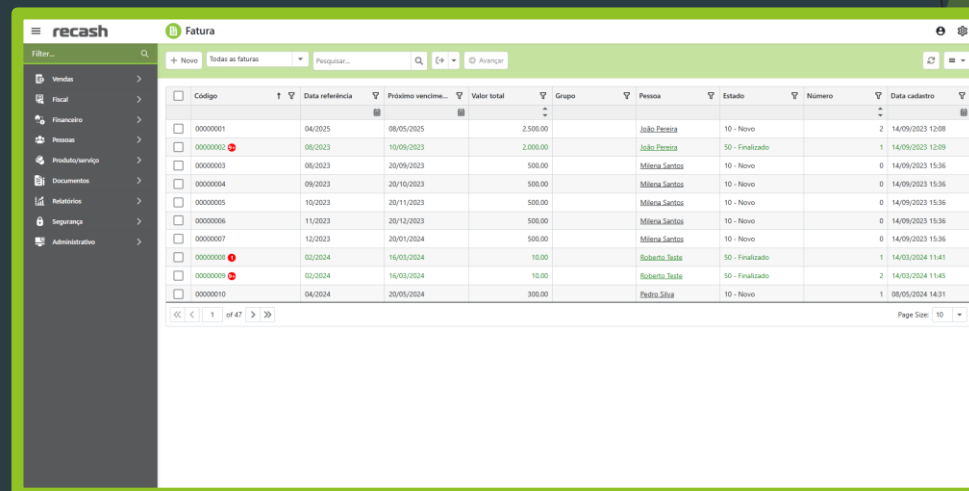 recash
Fatura
Filter...
+ Novo
Todas as faturas
Pesquisar...
Avançar
Vendas
Fiscal
Financeiro
Pessoas
Produto/serviço
Documentos
Relatórios
Segurança
Administrativo
Código Data referência Próximo vencime... Valor total Grupo Pessoa Estado Número Data cadastro
00000001 04/2025 08/05/2025 2.500.00 João Pereira 10 - Novo 2 14/09/2023 12:08
00000002 9+ 08/2023 10/09/2023 2.000.00 João Pereira 50 - Finalizado 1 14/09/2023 12:09
00000003 08/2023 20/09/2023 500.00 Milena Santos 10 - Novo 0 14/09/2023 15:36
00000004 09/2023 20/10/2023 500.00 Milena Santos 10 - Novo 0 14/09/2023 15:36
00000005 10/2023 20/11/2023 500.00 Milena Santos 10 - Novo 0 14/09/2023 15:36
00000006 11/2023 20/12/2023 500.00 Milena Santos 10 - Novo 0 14/09/2023 15:36
00000007 12/2023 20/01/2024 500.00 Milena Santos 10 - Novo 0 14/09/2023 15:36
00000008 1 02/2024 16/03/2024 10.00 Roberto Teste 50 - Finalizado 1 14/03/2024 11:41
00000009 9+ 02/2024 16/03/2024 10.00 Roberto Teste 50 - Finalizado 2 14/03/2024 11:45
00000010 04/2024 20/05/2024 300.00 Pedro Silva 10 - Novo 1 08/05/2024 14:31
1 of 47
Page Size: 10